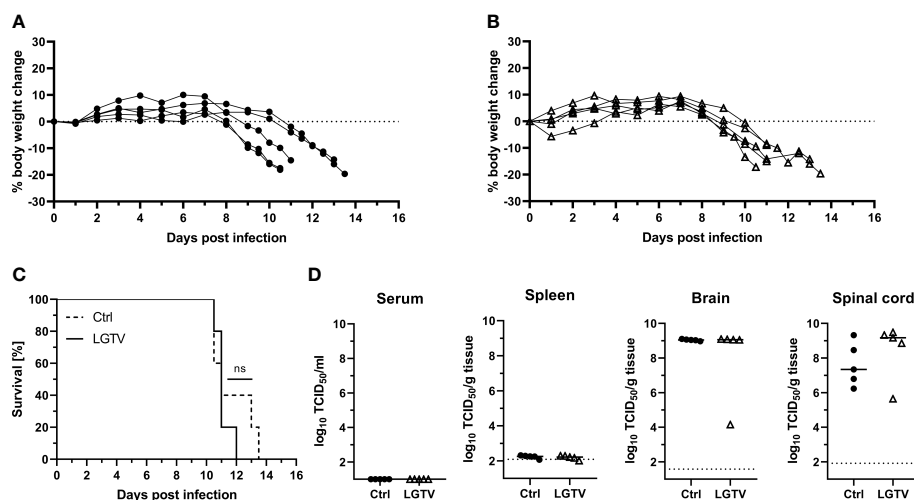 A
B
30
20
10
0
-10
-20
-30
% body weight change
0 2 4 6 8 10 12 14 16
Days post infection
30
20
10
0
-10
-20
-30
% body weight change
0 2 4 6 8 10 12 14 16
Days post infection
C
D
100
80
60
40
20
0
Survival [%]
Ctrl
LGTV
ns
0 2 4 6 8 10 12 14 16
Days post infection
Serum
10
8
6
4
2
log10 TCID50/ml
Ctrl LGTV
Spleen
10
8
6
4
2
log10 TCID50/g tissue
Ctrl LGTV
Brain
10
8
6
4
2
log10 TCID50/g tissue
Ctrl LGTV
Spinal cord
10
8
6
4
2
log10 TCID50/g tissue
Ctrl LGTV